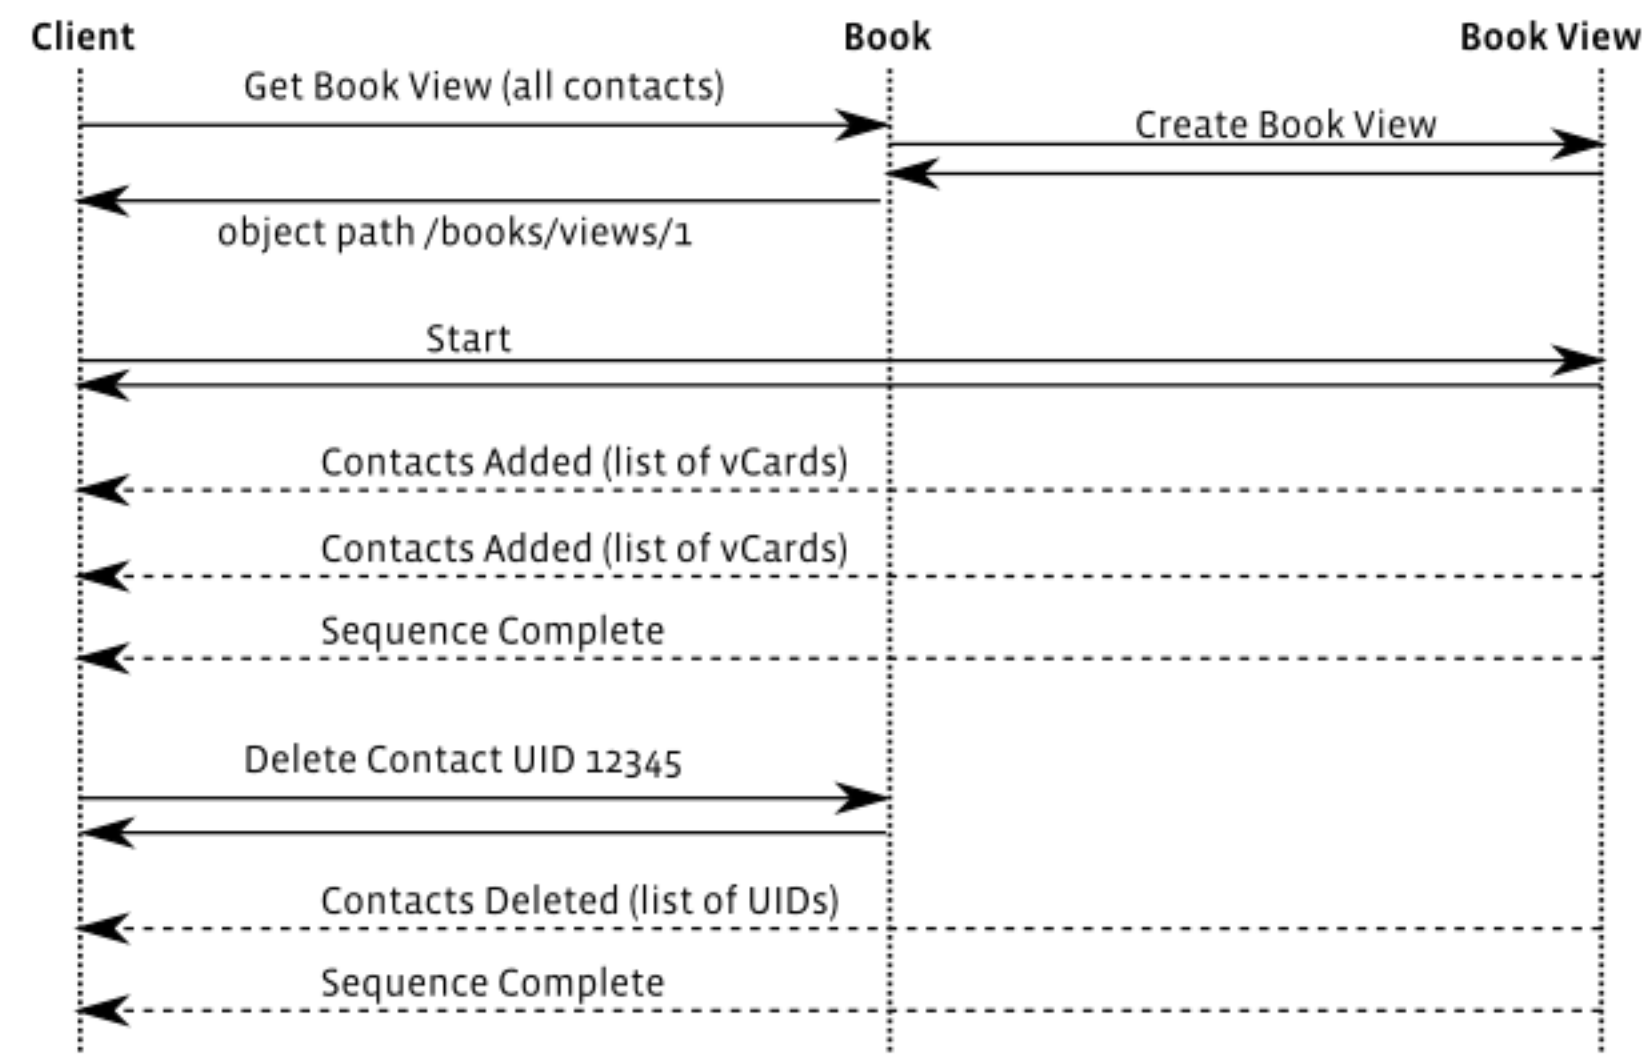 Client Book Book View
Get Book View (all contacts)
Create Book View
object path /books/views/1
Start
Contacts Added (list of vCards)
Contacts Added (list of vCards)
Sequence Complete
Delete Contact UID 12345
Contacts Deleted (list of UIDs)
Sequence Complete